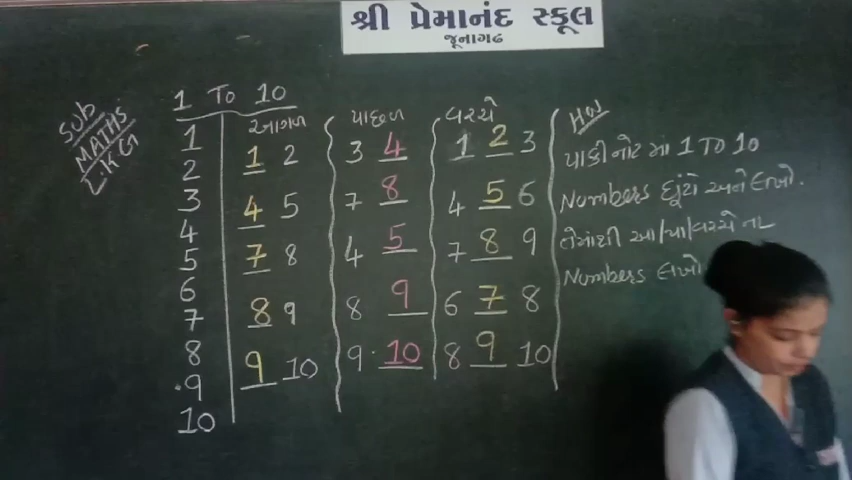 શ્રી પ્રેમાનંદ સ્કૂલ
જૂનાગઢ
Sub
MATHS
L.K.G
1 To 10
1
2
3
4
5
6
7
8
9
10
આગળ
1 2
4 5
7 8
8 9
9 10
પાછળ
3 4
7 8
4 5
8 9
9 10
વચ્ચે
1 2 3
4 5 6
7 8 9
6 7 8
8 9 10
H.W
પાકી નોટ માં 1 TO 10
Numbers ઘૂંટો અને લખો.
તેમાંથી આ/પા/વચ્ચે ના
Numbers લખો